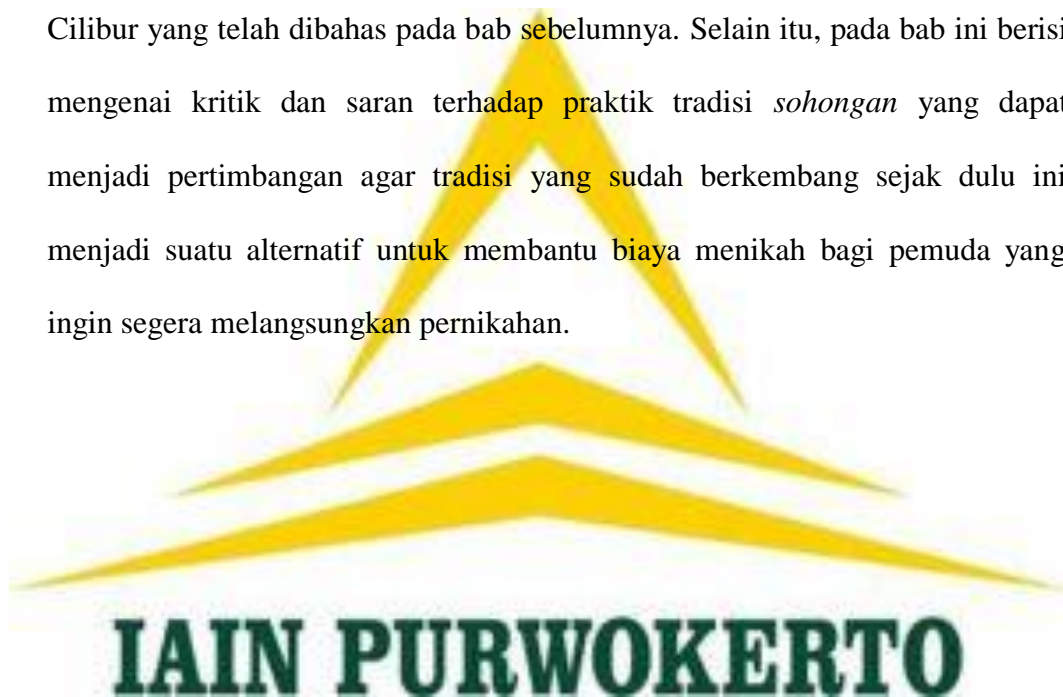 Cilibur yang telah dibahas pada bab sebelumnya. Selain itu, pada bab ini berisi
mengenai kritik dan saran terhadap praktik tradisi sohongan yang dapat
menjadi pertimbangan agar tradisi yang sudah berkembang sejak dulu ini
menjadi suatu alternatif untuk membantu biaya menikah bagi pemuda yang
ingin segera melangsungkan pernikahan.
IAIN PURWOKERTO